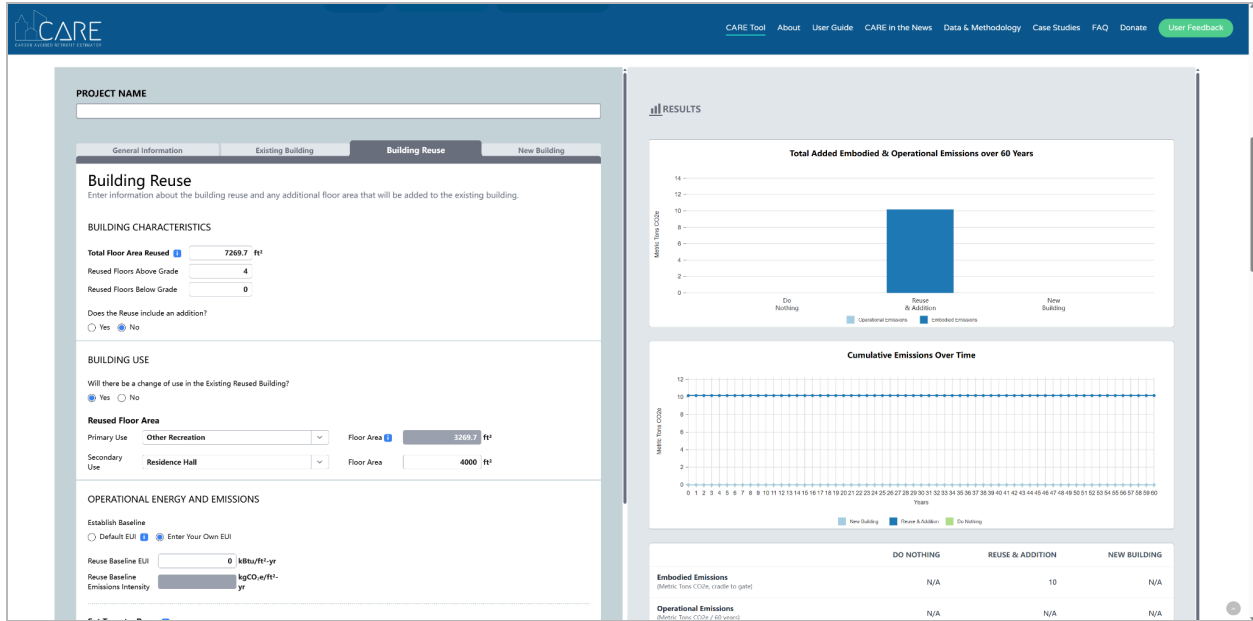 CARE
CARBON AVOIDED RETROFIT ESTIMATOR
CARE Tool About User Guide CARE in the News Data & Methodology Case Studies FAQ Donate User Feedback
PROJECT NAME
General Information Existing Building Building Reuse New Building
Building Reuse
Enter information about the building reuse and any additional floor area that will be added to the existing building.
BUILDING CHARACTERISTICS
Total Floor Area Reused i 7269.7 ft²
Reused Floors Above Grade 4
Reused Floors Below Grade 0
Does the Reuse include an addition?
Yes No
BUILDING USE
Will there be a change of use in the Existing Reused Building?
Yes No
Reused Floor Area
Primary Use Other Recreation Floor Area i 3269.7 ft²
Secondary
Use Residence Hall Floor Area 4000 ft²
OPERATIONAL ENERGY AND EMISSIONS
Establish Baseline
Default EUI i Enter Your Own EUI
Reuse Baseline EUI 0 kBtu/ft²-yr
Reuse Baseline
Emissions Intensity
kgCO₂e/ft²-
yr
RESULTS
Total Added Embodied & Operational Emissions over 60 Years
Metric Tons CO2e
14
12
10
8
6
4
2
0
Do
Nothing
Reuse
& Addition
New
Building
Operational Emissions Embodied Emissions
Cumulative Emissions Over Time
Metric Tons CO2e
12
10
8
6
4
2
0
0 1 2 3 4 5 6 7 8 9 10 11 12 13 14 15 16 17 18 19 20 21 22 23 24 25 26 27 28 29 30 31 32 33 34 35 36 37 38 39 40 41 42 43 44 45 46 47 48 49 50 51 52 53 54 55 56 57 58 59 60
Years
New Building Reuse & Addition Do Nothing
DO NOTHING REUSE & ADDITION NEW BUILDING
Embodied Emissions
(Metric Tons CO2e, cradle to gate)
N/A 10 N/A
Operational Emissions
(Metric Tons CO2e / 60 years)
N/A N/A N/A